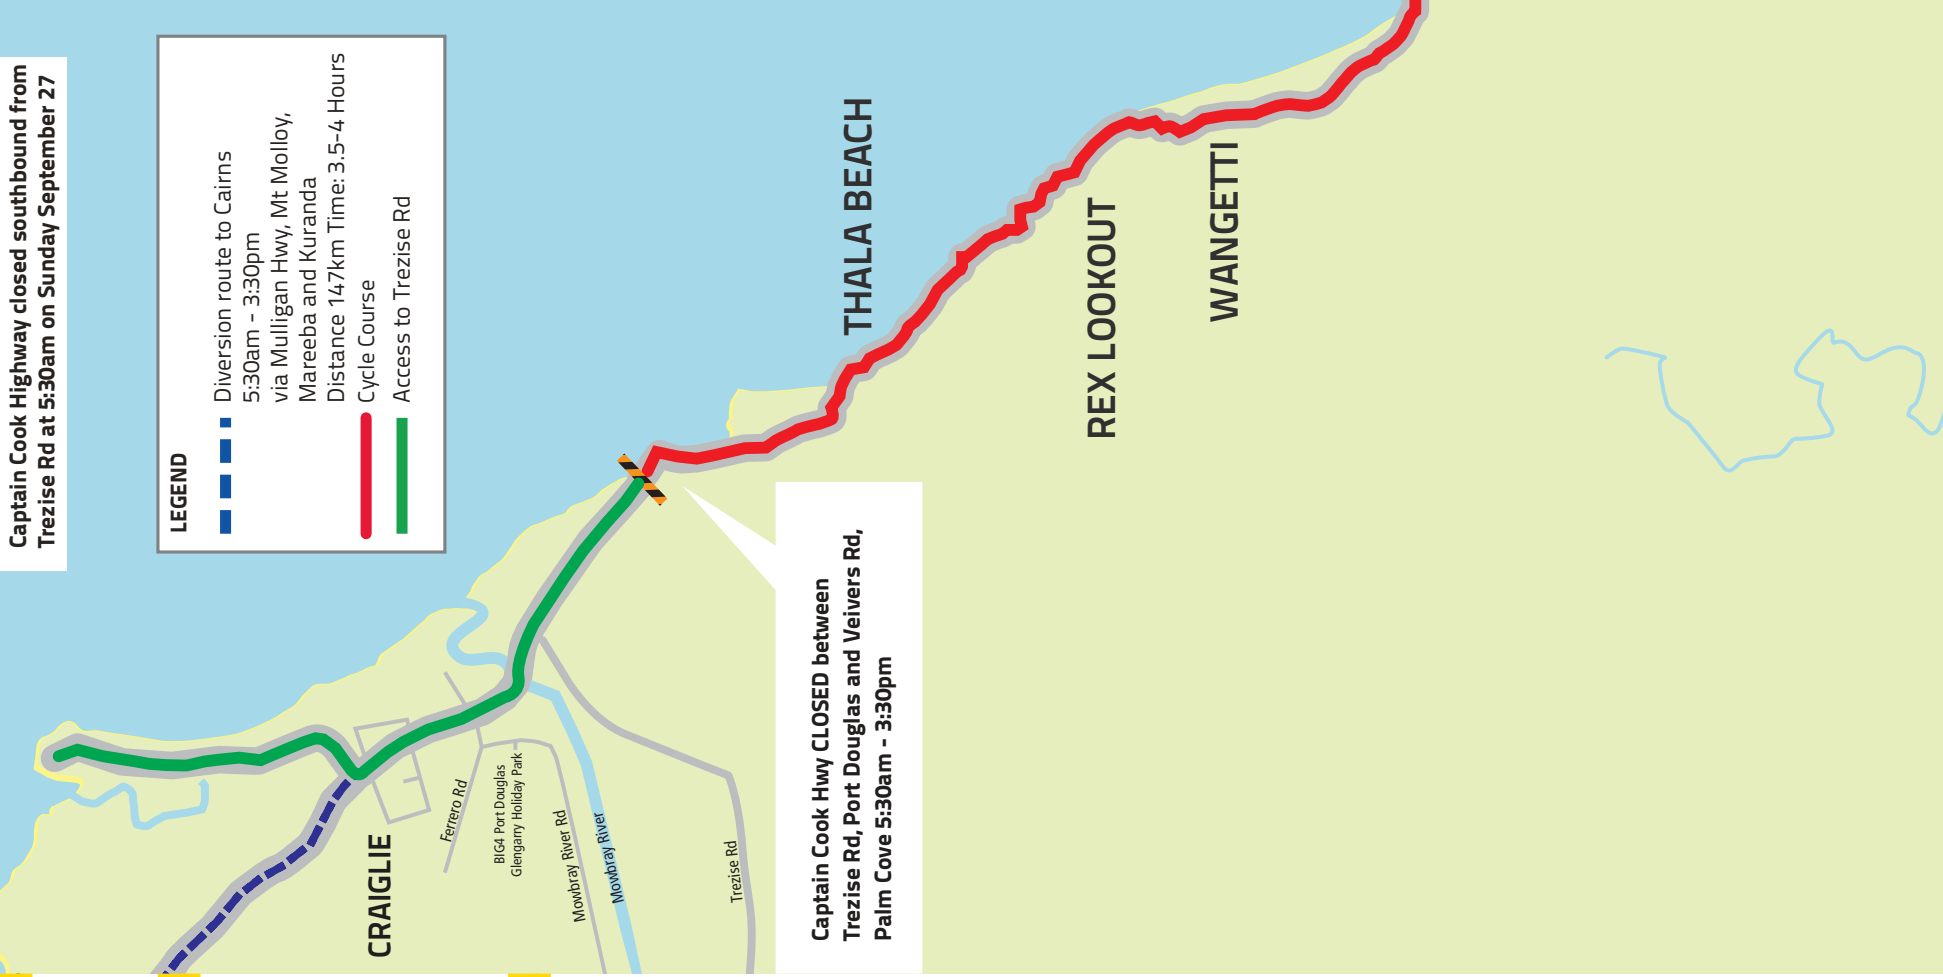 Captain Cook Highway closed southbound from
Trezise Rd at 5:30am on Sunday September 27
LEGEND
Diversion route to Cairns
5:30am - 3:30pm
via Mulligan Hwy, Mt Molloy,
Mareeba and Kuranda
Distance 147km Time: 3.5-4 Hours
Cycle Course
Access to Trezise Rd
THALA BEACH
REX LOOKOUT
WANGETTI
CRAIGLIE
Ferrero Rd
BIG4 Port Douglas
Glengarry Holiday Park
Mowbray River Rd
Mowbray River
Trezise Rd
Captain Cook Hwy CLOSED between
Trezise Rd, Port Douglas and Veivers Rd,
Palm Cove 5:30am - 3:30pm